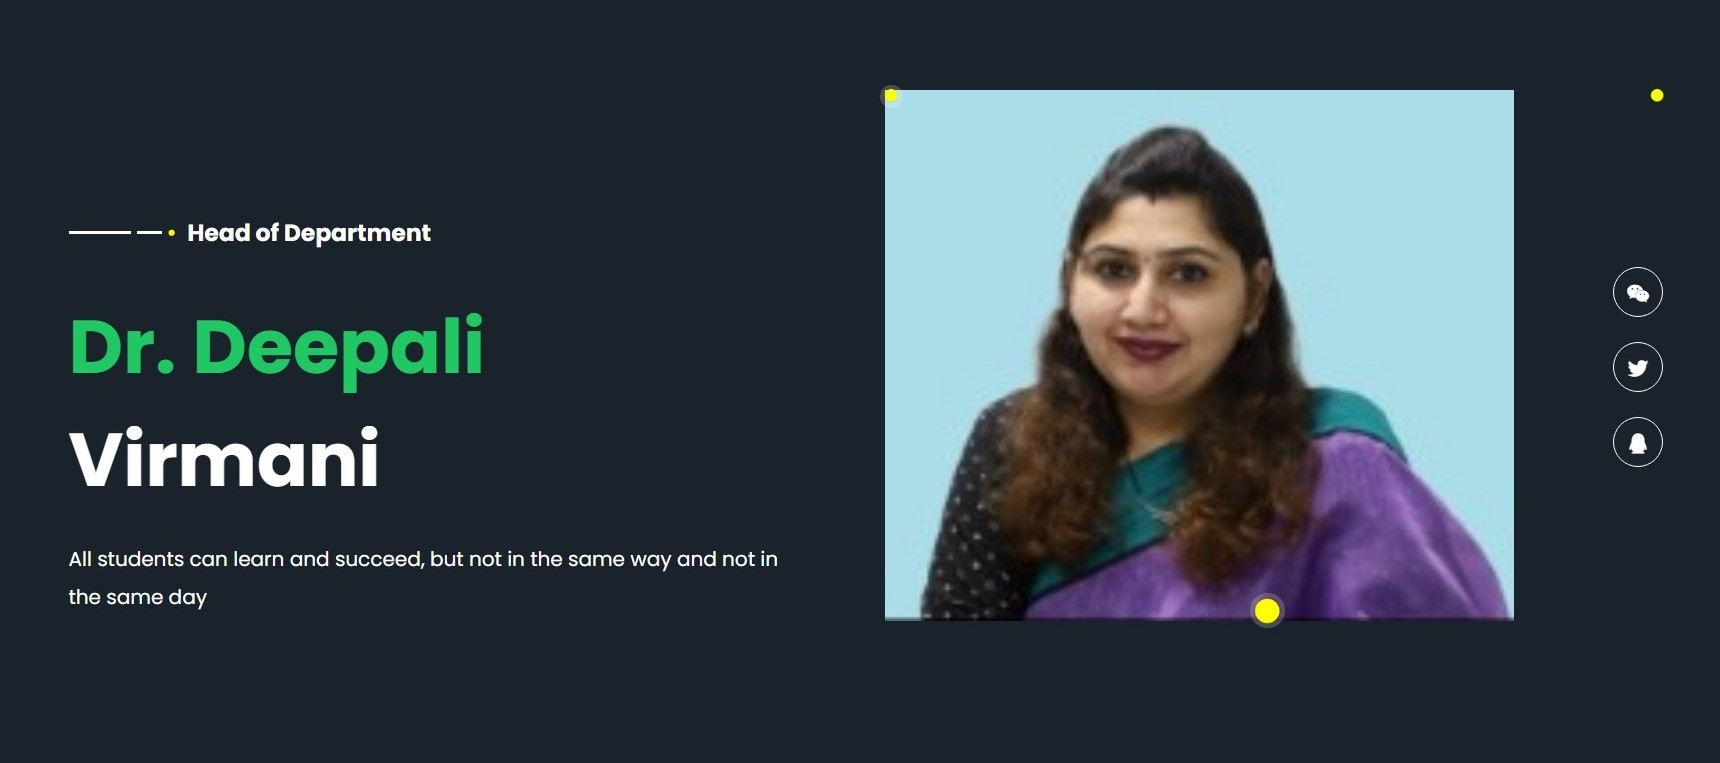 Head of Department
Dr. Deepali
Virmani
All students can learn and succeed, but not in the same way and not in
the same day